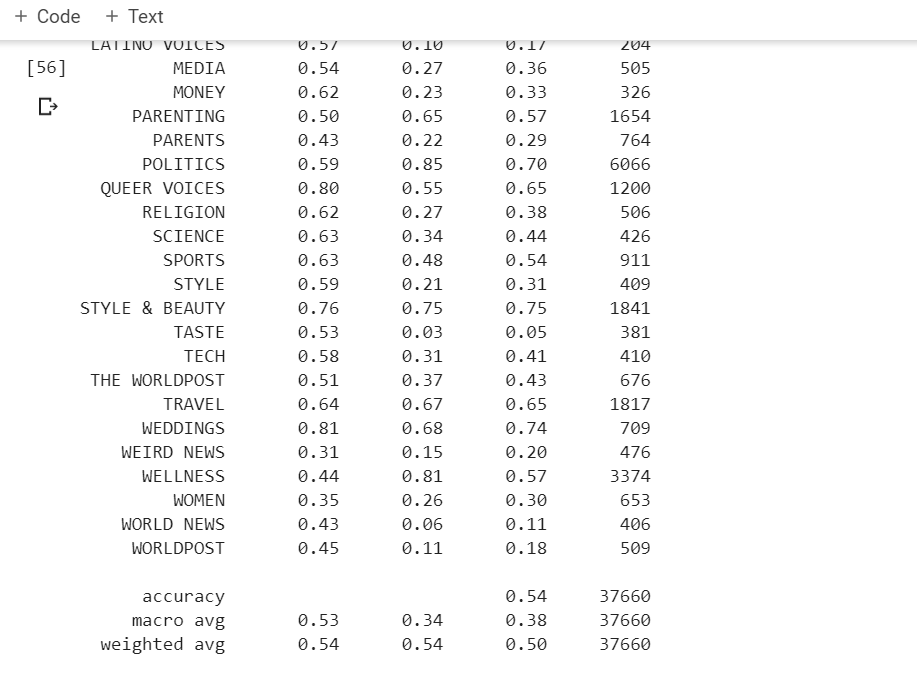 + Code + Text
LATINO VOICES 0.57 0.10 0.17 204
[56] MEDIA 0.54 0.27 0.36 505
MONEY 0.62 0.23 0.33 326
PARENTING 0.50 0.65 0.57 1654
PARENTS 0.43 0.22 0.29 764
POLITICS 0.59 0.85 0.70 6066
QUEER VOICES 0.80 0.55 0.65 1200
RELIGION 0.62 0.27 0.38 506
SCIENCE 0.63 0.34 0.44 426
SPORTS 0.63 0.48 0.54 911
STYLE 0.59 0.21 0.31 409
STYLE & BEAUTY 0.76 0.75 0.75 1841
TASTE 0.53 0.03 0.05 381
TECH 0.58 0.31 0.41 410
THE WORLDPOST 0.51 0.37 0.43 676
TRAVEL 0.64 0.67 0.65 1817
WEDDINGS 0.81 0.68 0.74 709
WEIRD NEWS 0.31 0.15 0.20 476
WELLNESS 0.44 0.81 0.57 3374
WOMEN 0.35 0.26 0.30 653
WORLD NEWS 0.43 0.06 0.11 406
WORLDPOST 0.45 0.11 0.18 509
accuracy 0.54 37660
macro avg 0.53 0.34 0.38 37660
weighted avg 0.54 0.54 0.50 37660